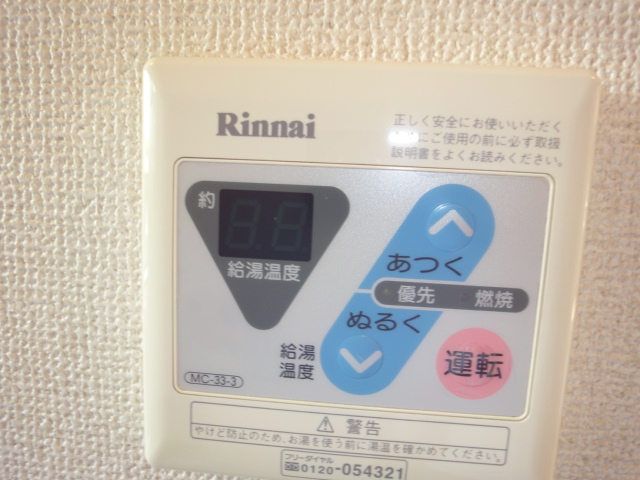 Rinnai
正しく安全にお使いいただく
にご使用の前に必ず取扱
説明書をよくお読みください。
約
給湯温度
あつく
優先 燃焼
ぬるく
給湯
温度
運転
MC-33-3
警告
やけど防止のため、お湯を使う前に湯温を確かめてください。
フリーダイヤル
0120-054321